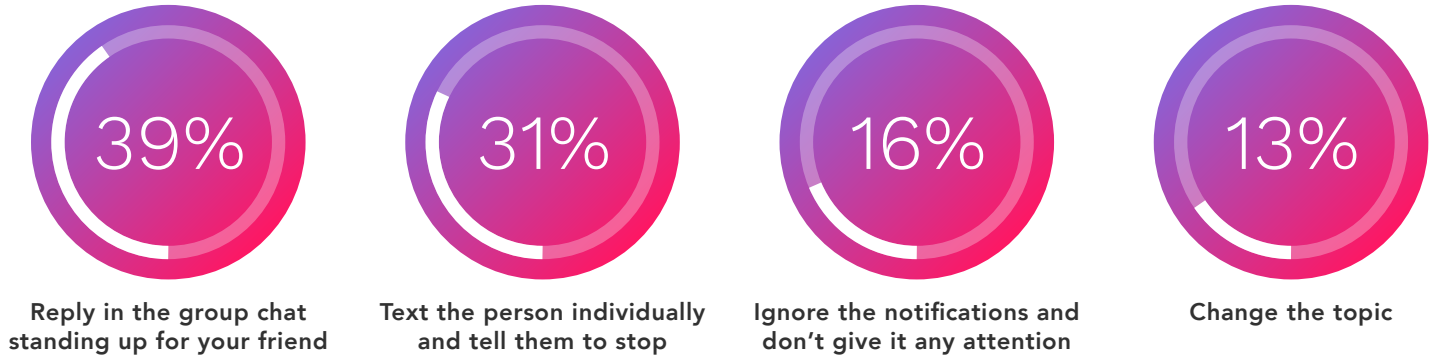 39%
Reply in the group chat
standing up for your friend
31%
Text the person individually
and tell them to stop
16%
Ignore the notifications and
don’t give it any attention
13%
Change the topic